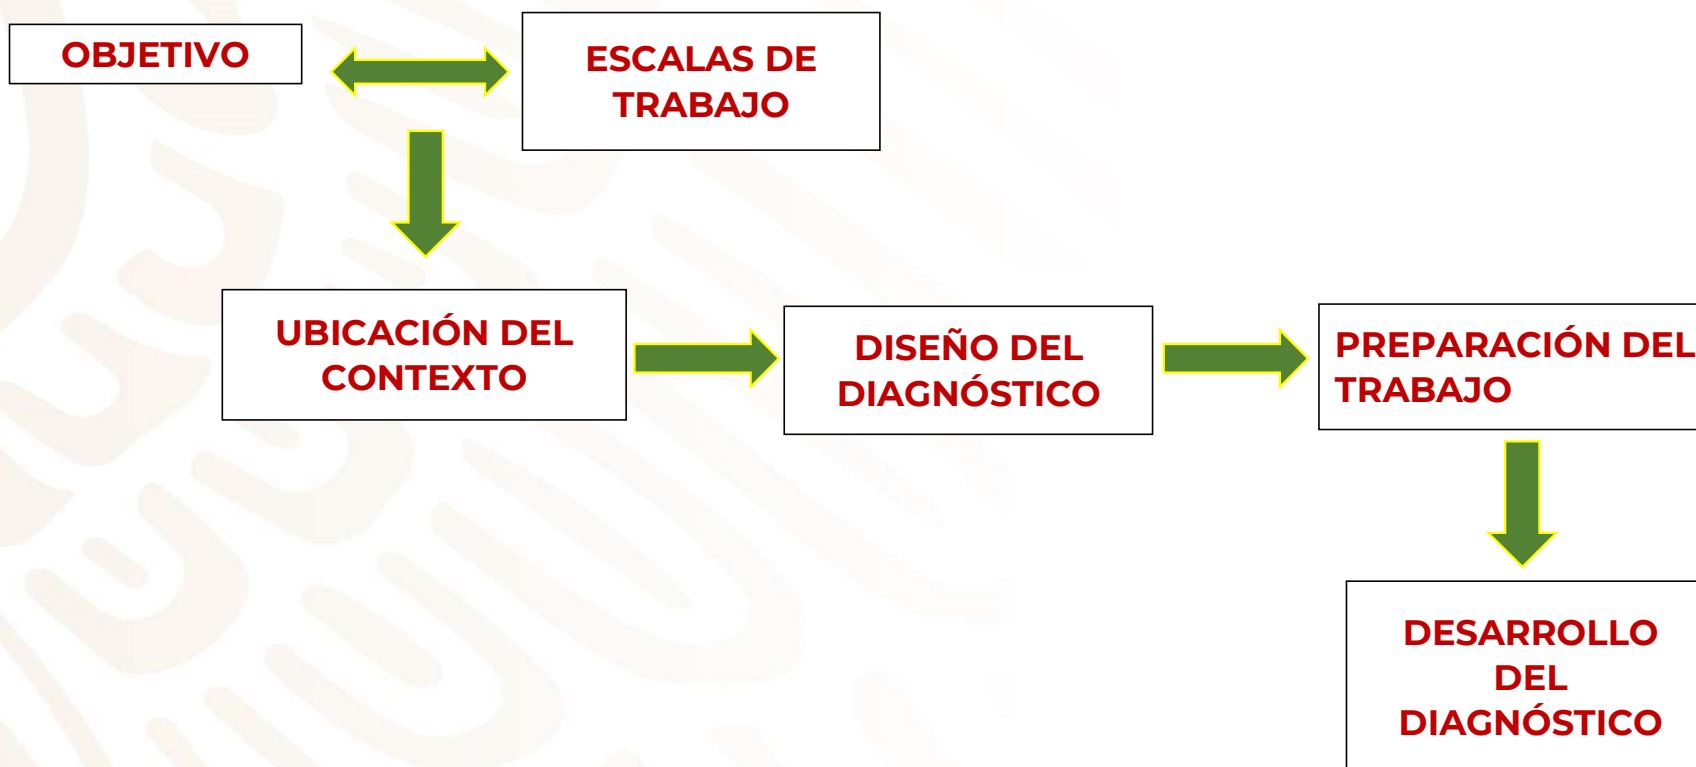 OBJETIVO
ESCALAS DE
TRABAJO
UBICACIÓN DEL
CONTEXTO
DISEÑO DEL
DIAGNÓSTICO
PREPARACIÓN DEL
TRABAJO
DESARROLLO
DEL
DIAGNÓSTICO